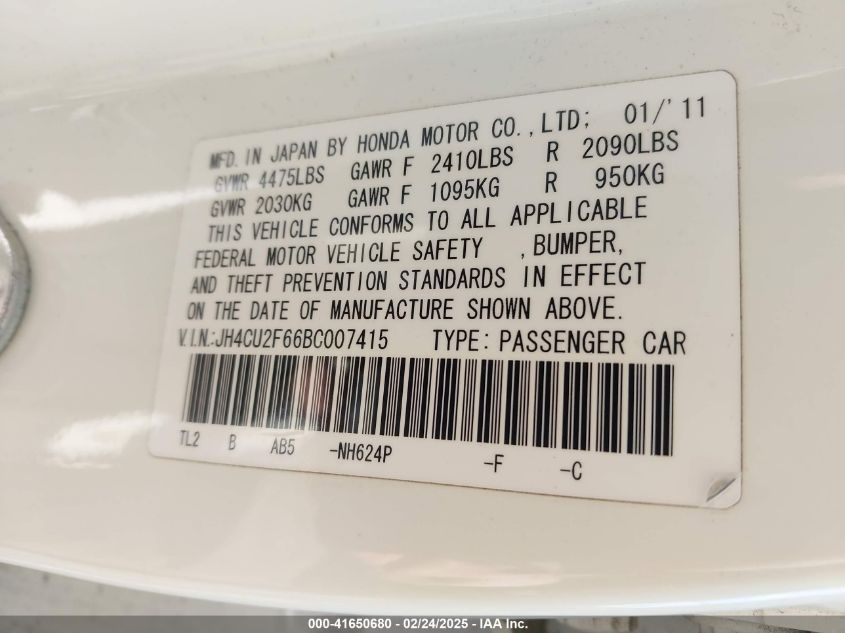 MFD. IN JAPAN BY HONDA MOTOR CO.,LTD; 01/'11
GVWR 4475LBS GAWR F 2410LBS R 2090LBS
GVWR 2030KG GAWR F 1095KG R 950KG
THIS VEHICLE CONFORMS TO ALL APPLICABLE
FEDERAL MOTOR VEHICLE SAFETY , BUMPER,
AND THEFT PREVENTION STANDARDS IN EFFECT
ON THE DATE OF MANUFACTURE SHOWN ABOVE.
V.I.N.:JH4CU2F66BC007415 TYPE: PASSENGER CAR
TL2 B AB5 -NH624P -F -C
000-41650680 - 02/24/2025 - IAA Inc.